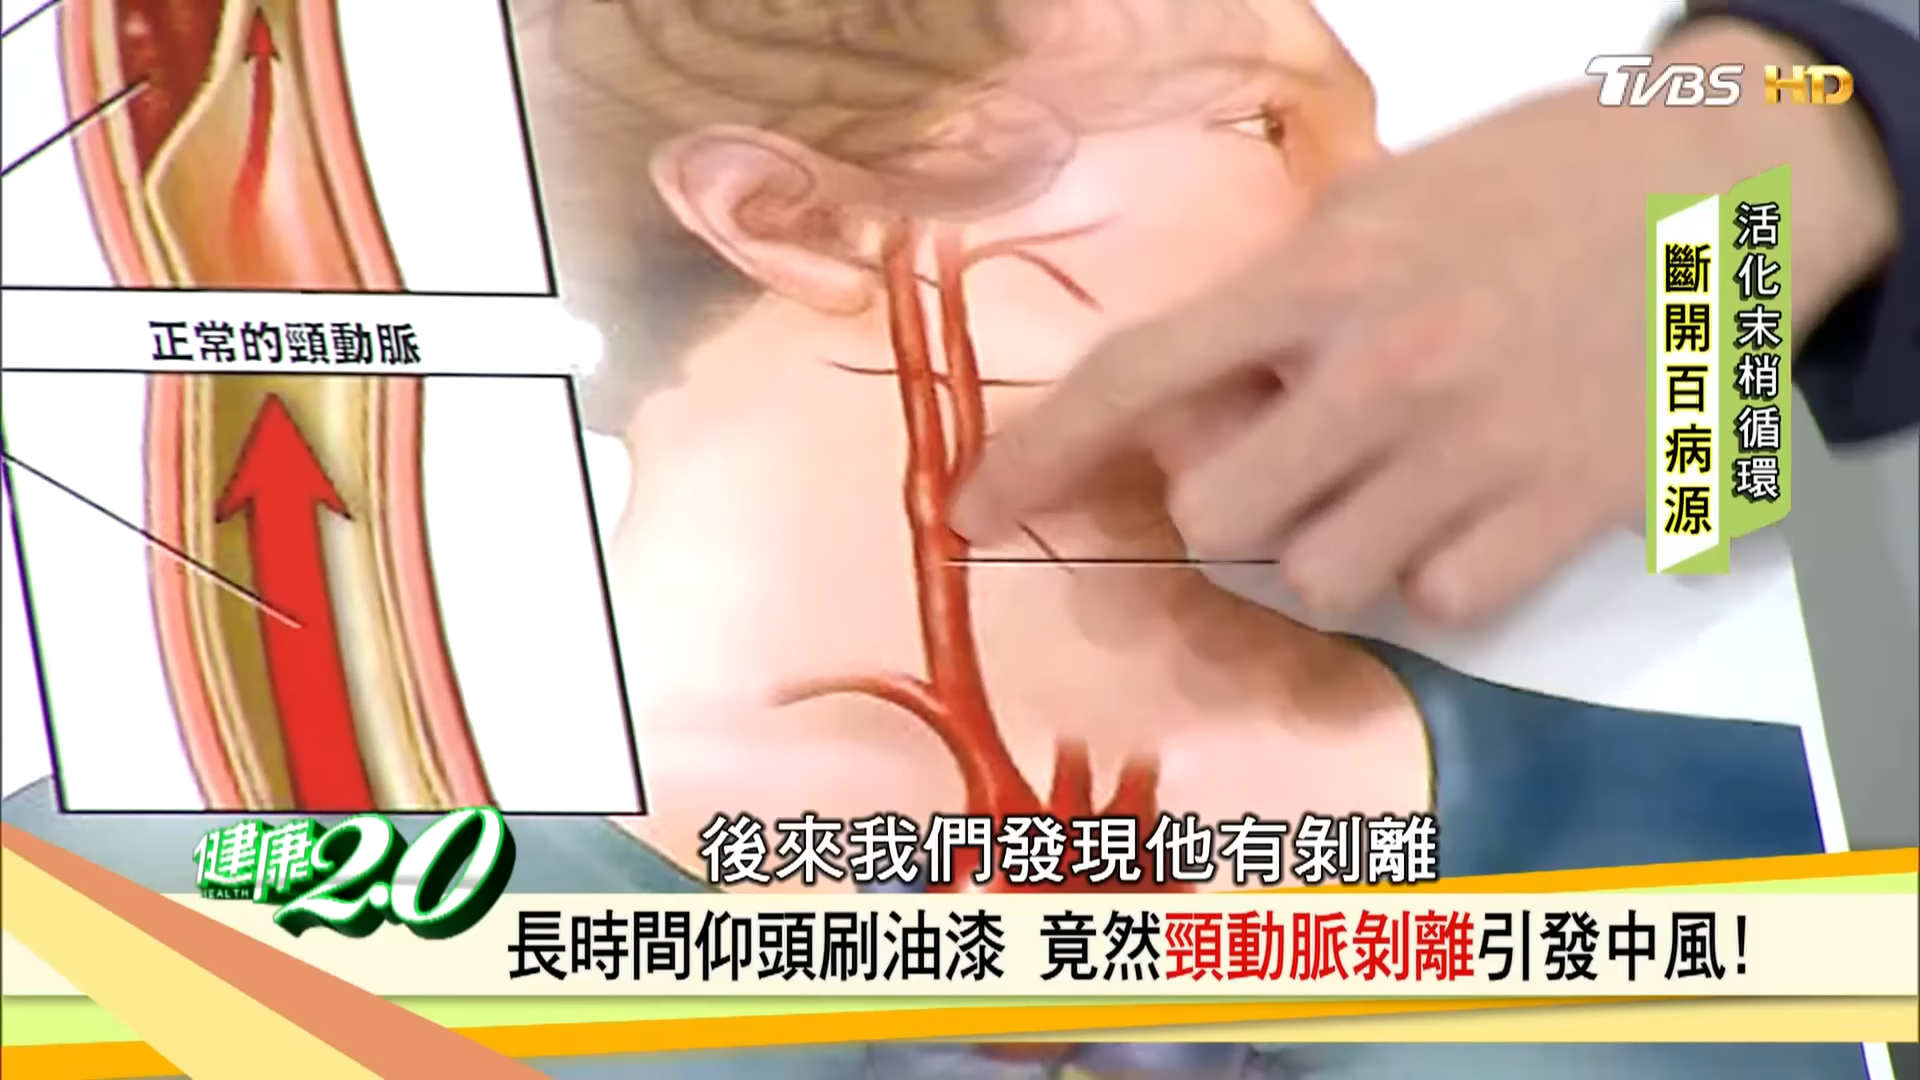 TVBS HD
活化末梢循環
斷開百病源
正常的頸動脈
後來我們發現他有剝離
健康2.0
HEALTH
長時間仰頭刷油漆 竟然頸動脈剝離引發中風!